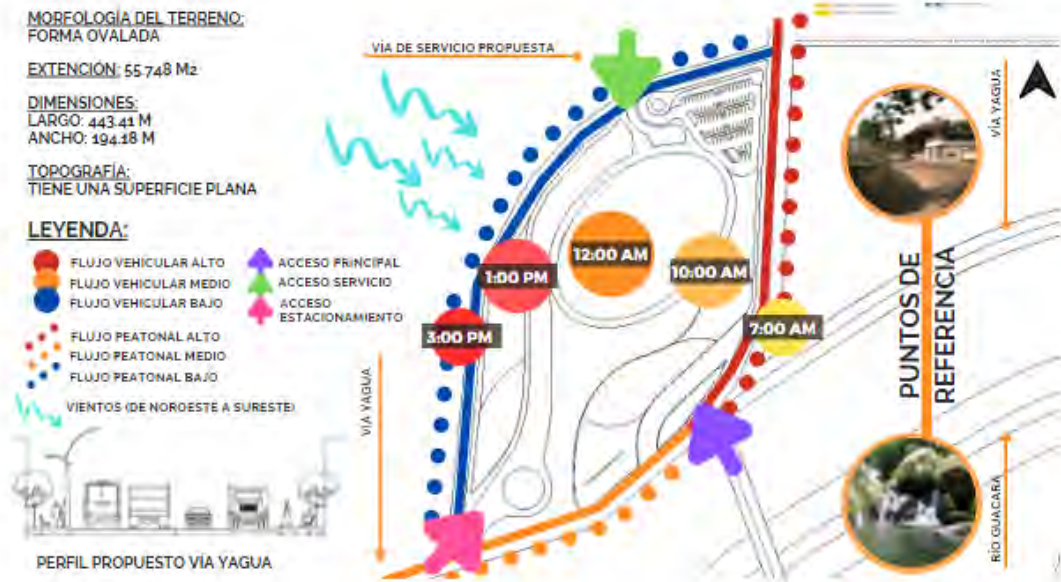 MORFOLOGÍA DEL TERRENO:
FORMA OVALADA
EXTENCIÓN: 55.748 M2
DIMENSIONES:
LARGO: 443.41 M
ANCHO: 194.18 M
TOPOGRAFÍA:
TIENE UNA SUPERFICIE PLANA
LEYENDA:
FLUJO VEHICULAR ALTO
FLUJO VEHICULAR MEDIO
FLUJO VEHICULAR BAJO
FLUJO PEATONAL ALTO
FLUJO PEATONAL MEDIO
FLUJO PEATONAL BAJO
VIENTOS (DE NOROESTE A SURESTE)
ACCESO PRINCIPAL
ACCESO SERVICIO
ACCESO
ESTACIONAMIENTO
PERFIL PROPUESTO VÍA YAGUA
VÍA DE SERVICIO PROPUESTA
12:00 AM
1:00 PM
10:00 AM
3:00 PM
7:00 AM
VÍA YAGUA
VÍA YAGUA
PUNTOS DE
REFERENCIA
RÍO GUACARA